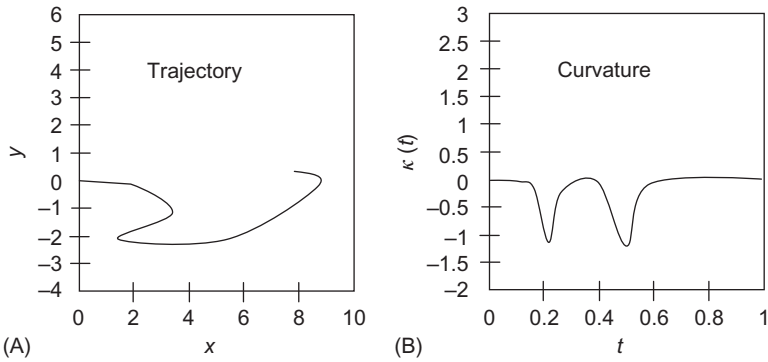 6
5
4
3
2
1
0
–1
–2
–3
–4
y
Trajectory
0 2 4 6 8 10
(A) x
3
2.5
2
1.5
1
0.5
0
–0.5
–1
–1.5
–2
κ (t)
Curvature
0 0.2 0.4 0.6 0.8 1
(B) t